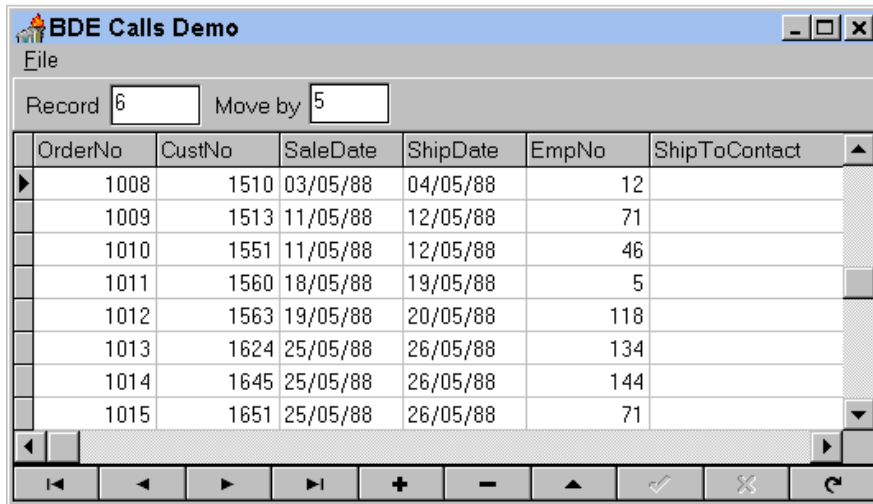 BDE Calls Demo
File
Record 6 Move by 5
OrderNo CustNo SaleDate ShipDate EmpNo ShipToContact
1008 1510 03/05/88 04/05/88 12
1009 1513 11/05/88 12/05/88 71
1010 1551 11/05/88 12/05/88 46
1011 1560 18/05/88 19/05/88 5
1012 1563 19/05/88 20/05/88 118
1013 1624 25/05/88 26/05/88 134
1014 1645 25/05/88 26/05/88 144
1015 1651 25/05/88 26/05/88 71